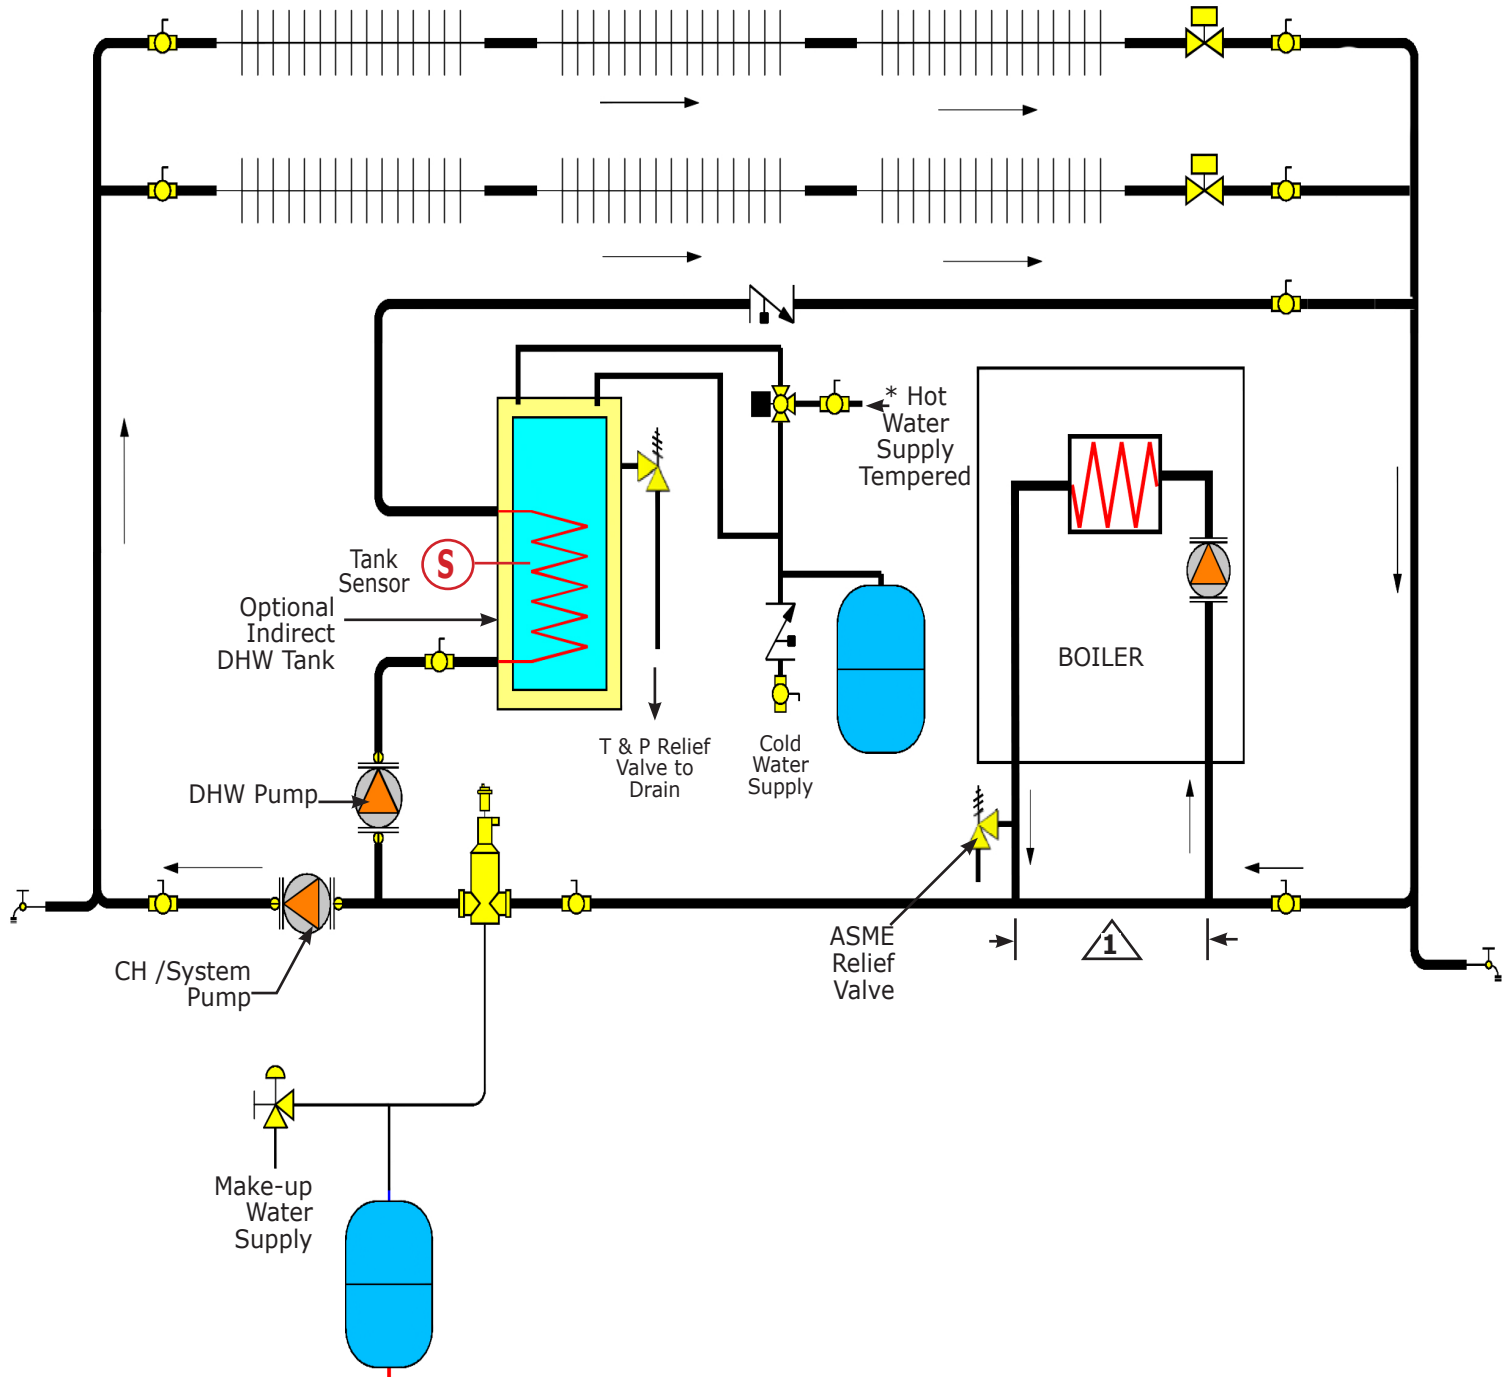 * Hot
Water
Supply
Tempered
Tank
Sensor
S
Optional
Indirect
DHW Tank
BOILER
T & P Relief
Valve to
Drain
Cold
Water
Supply
DHW Pump
CH /System
Pump
ASME
Relief
Valve
1
Make-up
Water
Supply